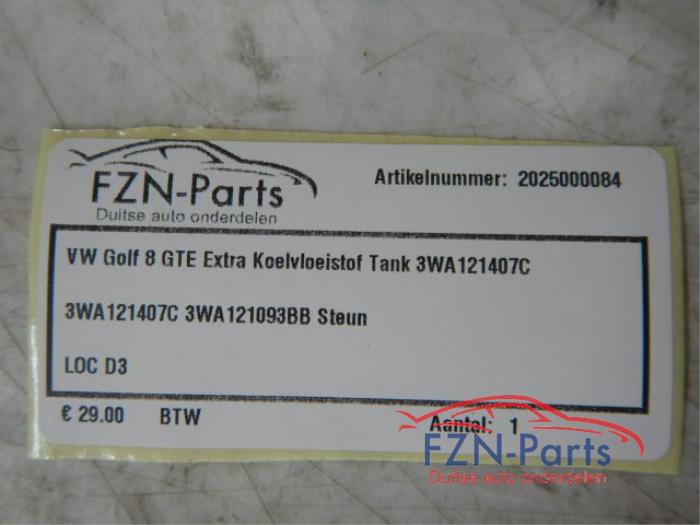 FZN-Parts
Duitse auto onderdelen
Artikelnummer: 2025000084
VW Golf 8 GTE Extra Koelvloeistof Tank 3WA121407C
3WA121407C 3WA121093BB Steun
LOC D3
€ 29.00 BTW
Aantal: 1
FZN-Parts
Duitse auto onderdelen